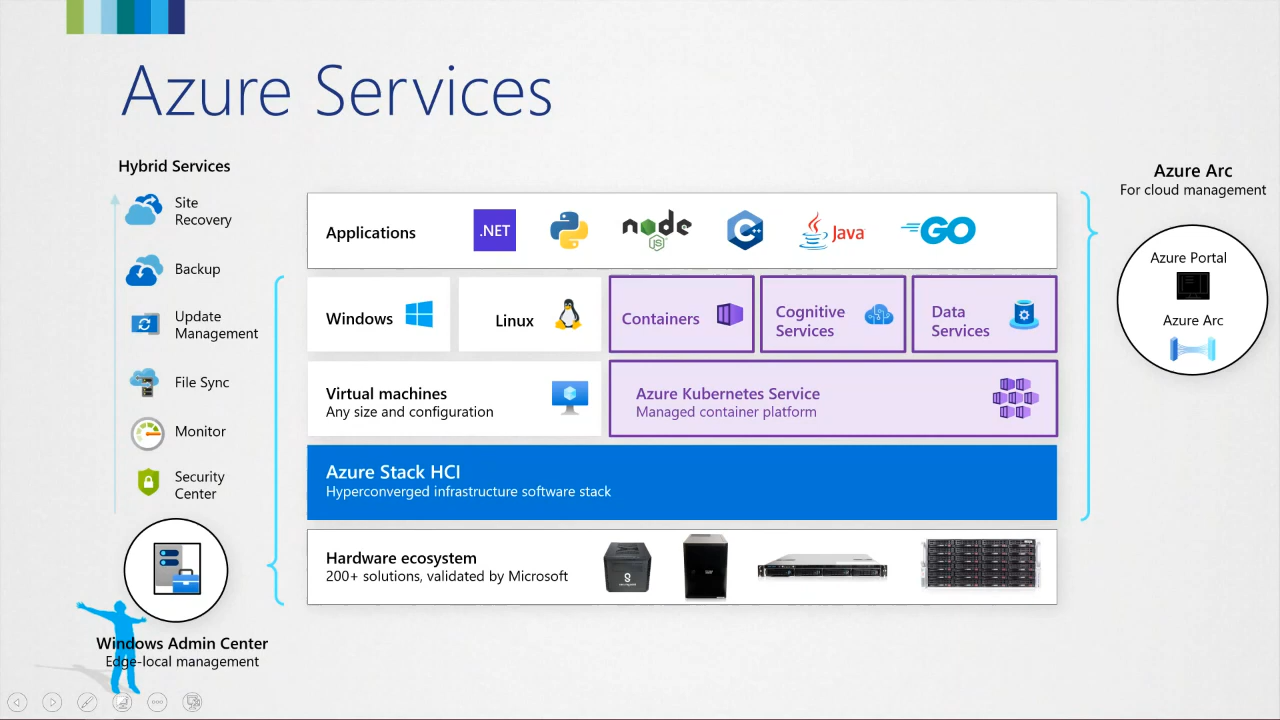 Azure Services
Hybrid Services
Site
Recovery
Backup
Update
Management
File Sync
Monitor
Security
Center
Windows Admin Center
Edge-local management
Applications
.NET
node
JS
C++
Java
GO
Windows
Linux
Containers
Cognitive
Services
Data
Services
Virtual machines
Any size and configuration
Azure Kubernetes Service
Managed container platform
Azure Stack HCI
Hyperconverged infrastructure software stack
Hardware ecosystem
200+ solutions, validated by Microsoft
Azure Arc
For cloud management
Azure Portal
Azure Arc